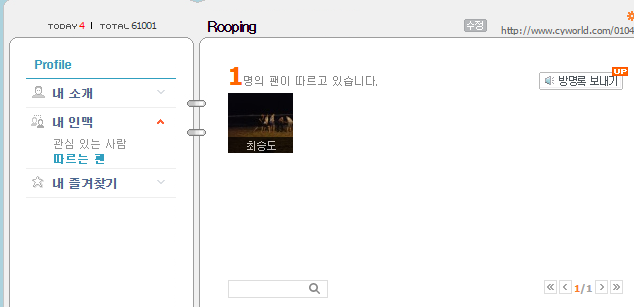 TODAY 4 | TOTAL 61001
Rooping
수정
http://www.cyworld.com/0104
Profile
내 소개
내 인맥
관심 있는 사람
따르는 팬
내 즐겨찾기
1명의 팬이 따르고 있습니다.
방명록 보내기
UP
최승도
1/1